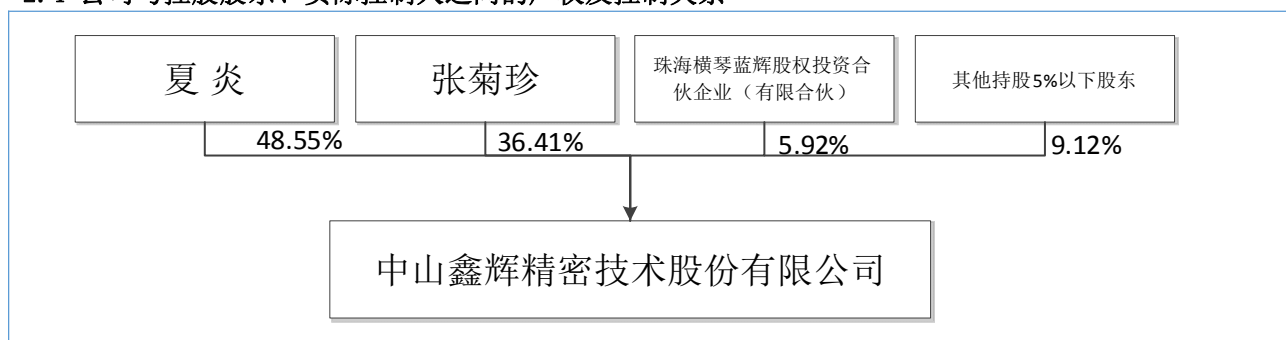 夏 炎
张菊珍
珠海横琴蓝辉股权投资合
伙企业（有限合伙）
其他持股5%以下股东
48.55%
36.41%
5.92%
9.12%
中山鑫辉精密技术股份有限公司